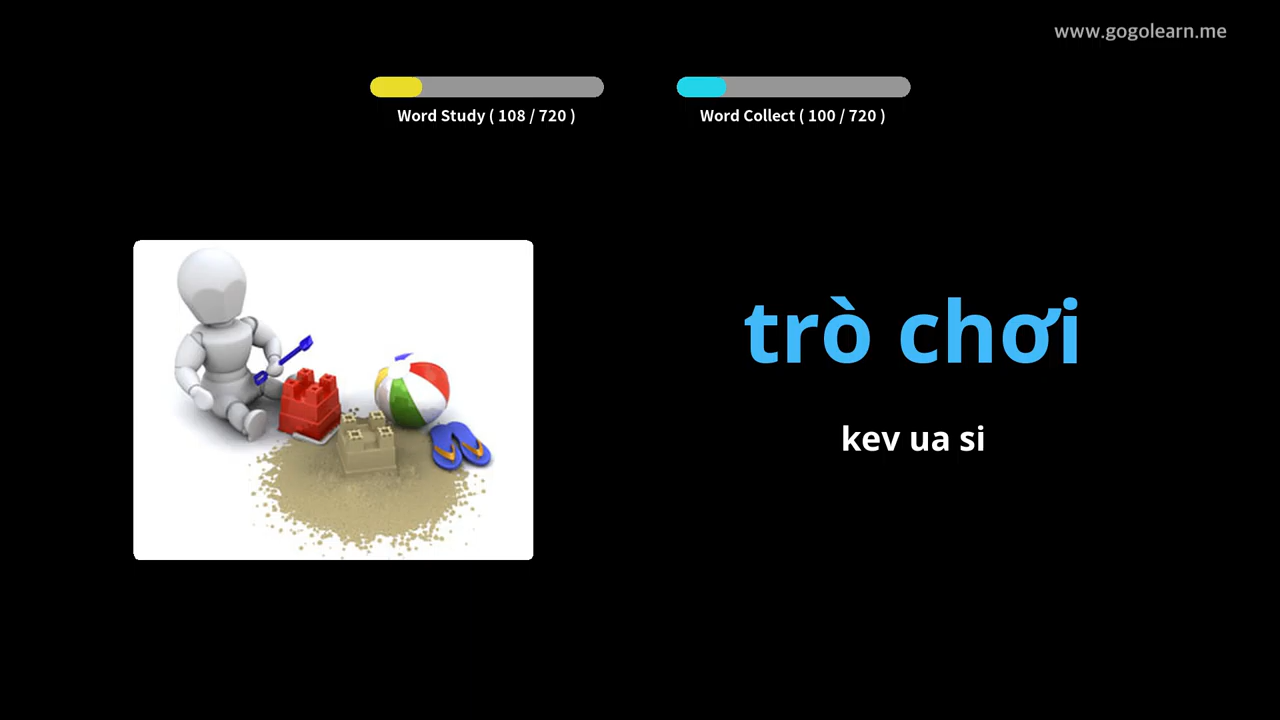 www.gogolearn.me
Word Study ( 108 / 720 )
Word Collect ( 100 / 720 )
trò chơi
kev ua si